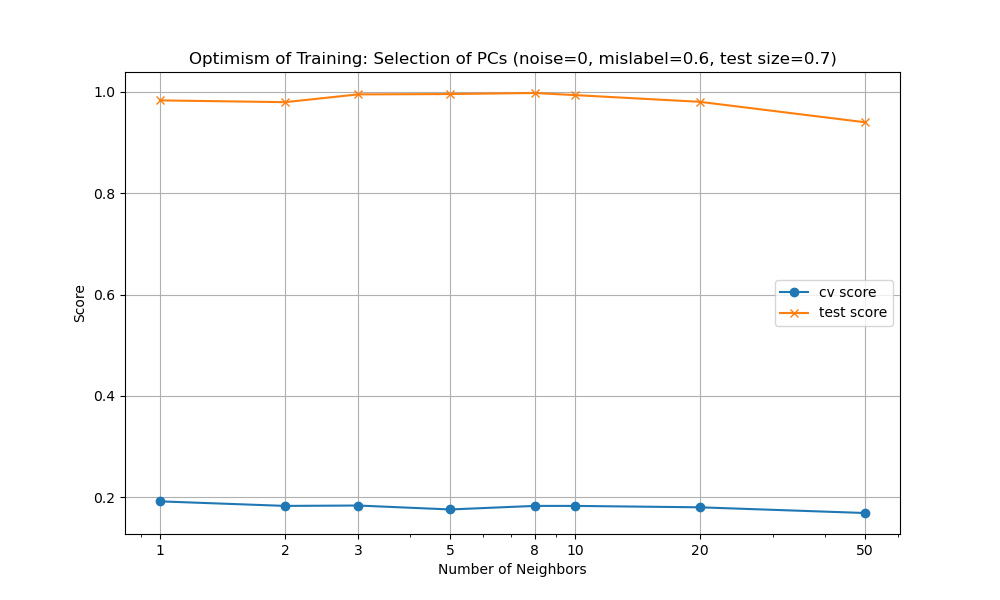 Optimism of Training: Selection of PCs (noise=0, mislabel=0.6, test size=0.7)
1.0
0.8
0.6
0.4
0.2
Score
cv score
test score
1 2 3 5 8 10 20 50
Number of Neighbors